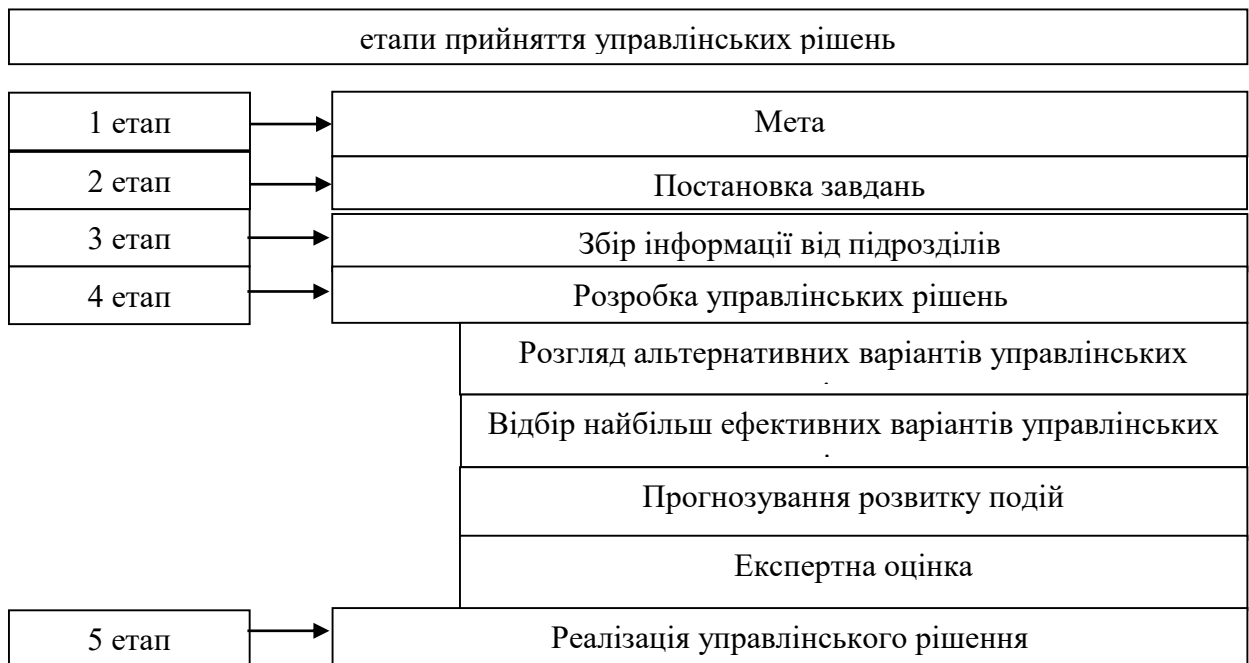 етапи прийняття управлінських рішень
1 етап
Мета
2 етап
Постановка завдань
3 етап
Збір інформації від підрозділів
4 етап
Розробка управлінських рішень
Розгляд альтернативних варіантів управлінських
Відбір найбільш ефективних варіантів управлінських
Прогнозування розвитку подій
Експертна оцінка
5 етап
Реалізація управлінського рішення